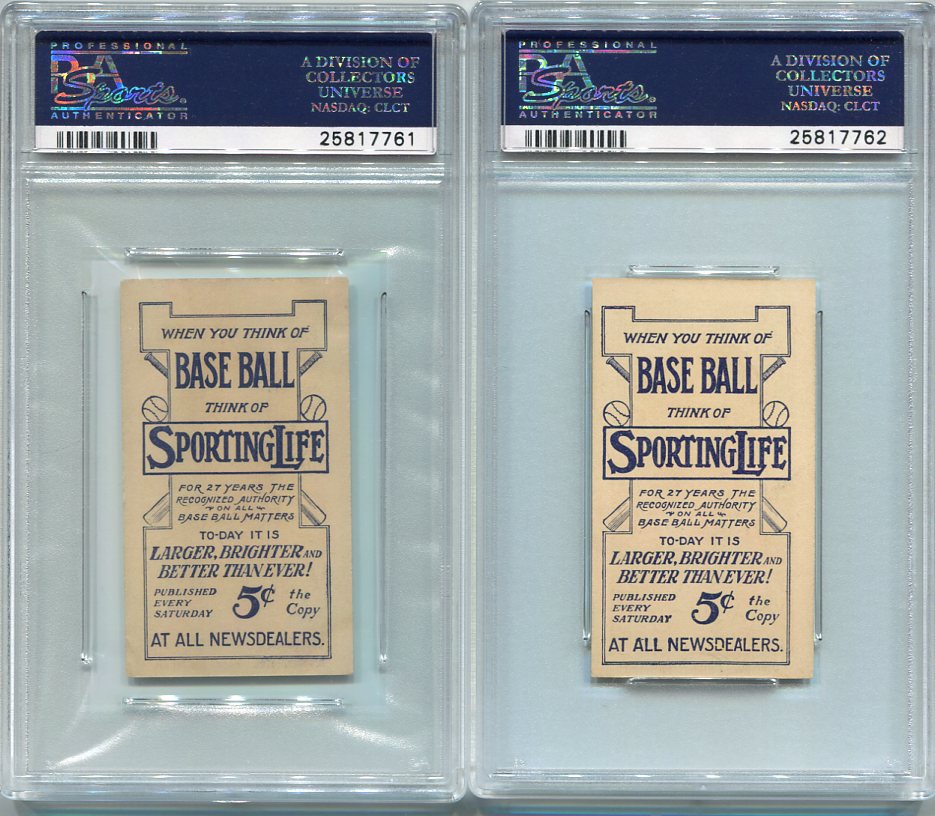 PROFESSIONAL
PSA
Sports.
AUTHENTICATOR
A DIVISION OF
COLLECTORS
UNIVERSE
NASDAQ: CLCT
25817761
WHEN YOU THINK OF
BASE BALL
THINK OF
SPORTING LIFE
FOR 27 YEARS THE
RECOGNIZED AUTHORITY
ON ALL
BASE BALL MATTERS
TO-DAY IT IS
LARGER, BRIGHTER AND
BETTER THAN EVER!
PUBLISHED
EVERY
SATURDAY
5¢
the
Copy
AT ALL NEWSDEALERS.
PROFESSIONAL
PSA
Sports.
AUTHENTICATOR
A DIVISION OF
COLLECTORS
UNIVERSE
NASDAQ: CLCT
25817762
WHEN YOU THINK OF
BASE BALL
THINK OF
SPORTING LIFE
FOR 27 YEARS THE
RECOGNIZED AUTHORITY
ON ALL
BASE BALL MATTERS
TO-DAY IT IS
LARGER, BRIGHTER AND
BETTER THAN EVER!
PUBLISHED
EVERY
SATURDAY
5¢
the
Copy
AT ALL NEWSDEALERS.